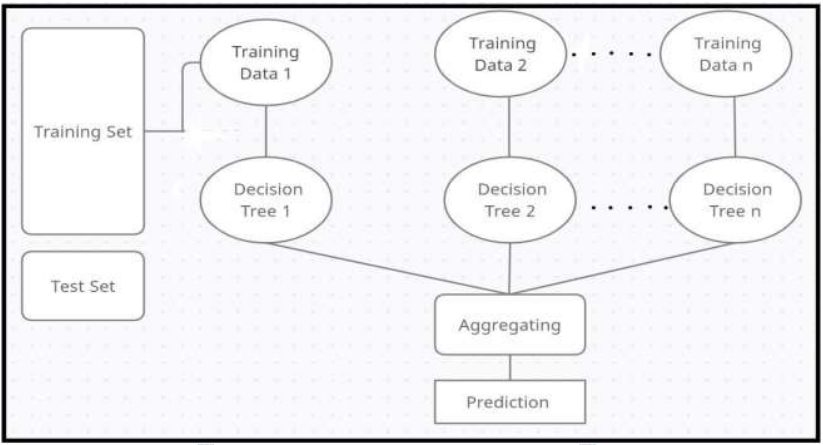 Training Set
Training
Data 1
Training
Data 2
Training
Data n
Decision
Tree 1
Decision
Tree 2
Decision
Tree n
Test Set
Aggregating
Prediction